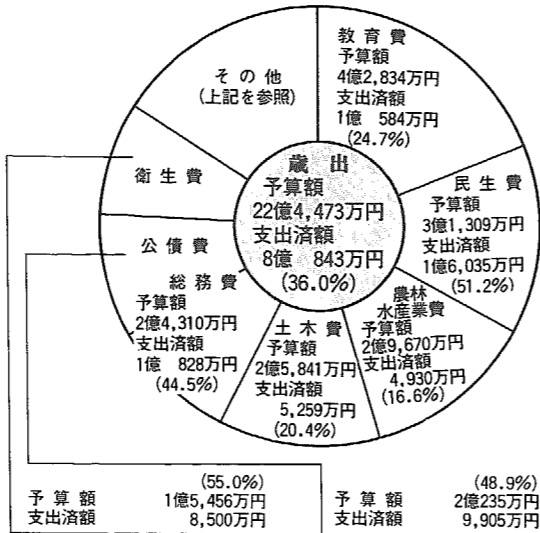 教育費
予算額
4億2,834万円
支出済額
1億 584万円
(24.7%)
民生費
予算額
3億1,309万円
支出済額
1億6,035万円
(51.2%)
農林
水産業費
予算額
2億9,670万円
支出済額
4,930万円
(16.6%)
土木費
予算額
2億5,841万円
支出済額
5,259万円
(20.4%)
総務費
予算額
2億4,310万円
支出済額
1億 828万円
(44.5%)
公債費
衛生費
その他
(上記を参照)
歳出
予算額
22億4,473万円
支出済額
8億 843万円
(36.0%)
(55.0%)
予算額 1億5,456万円
支出済額 8,500万円
(48.9%)
予算額 2億235万円
支出済額 9,905万円